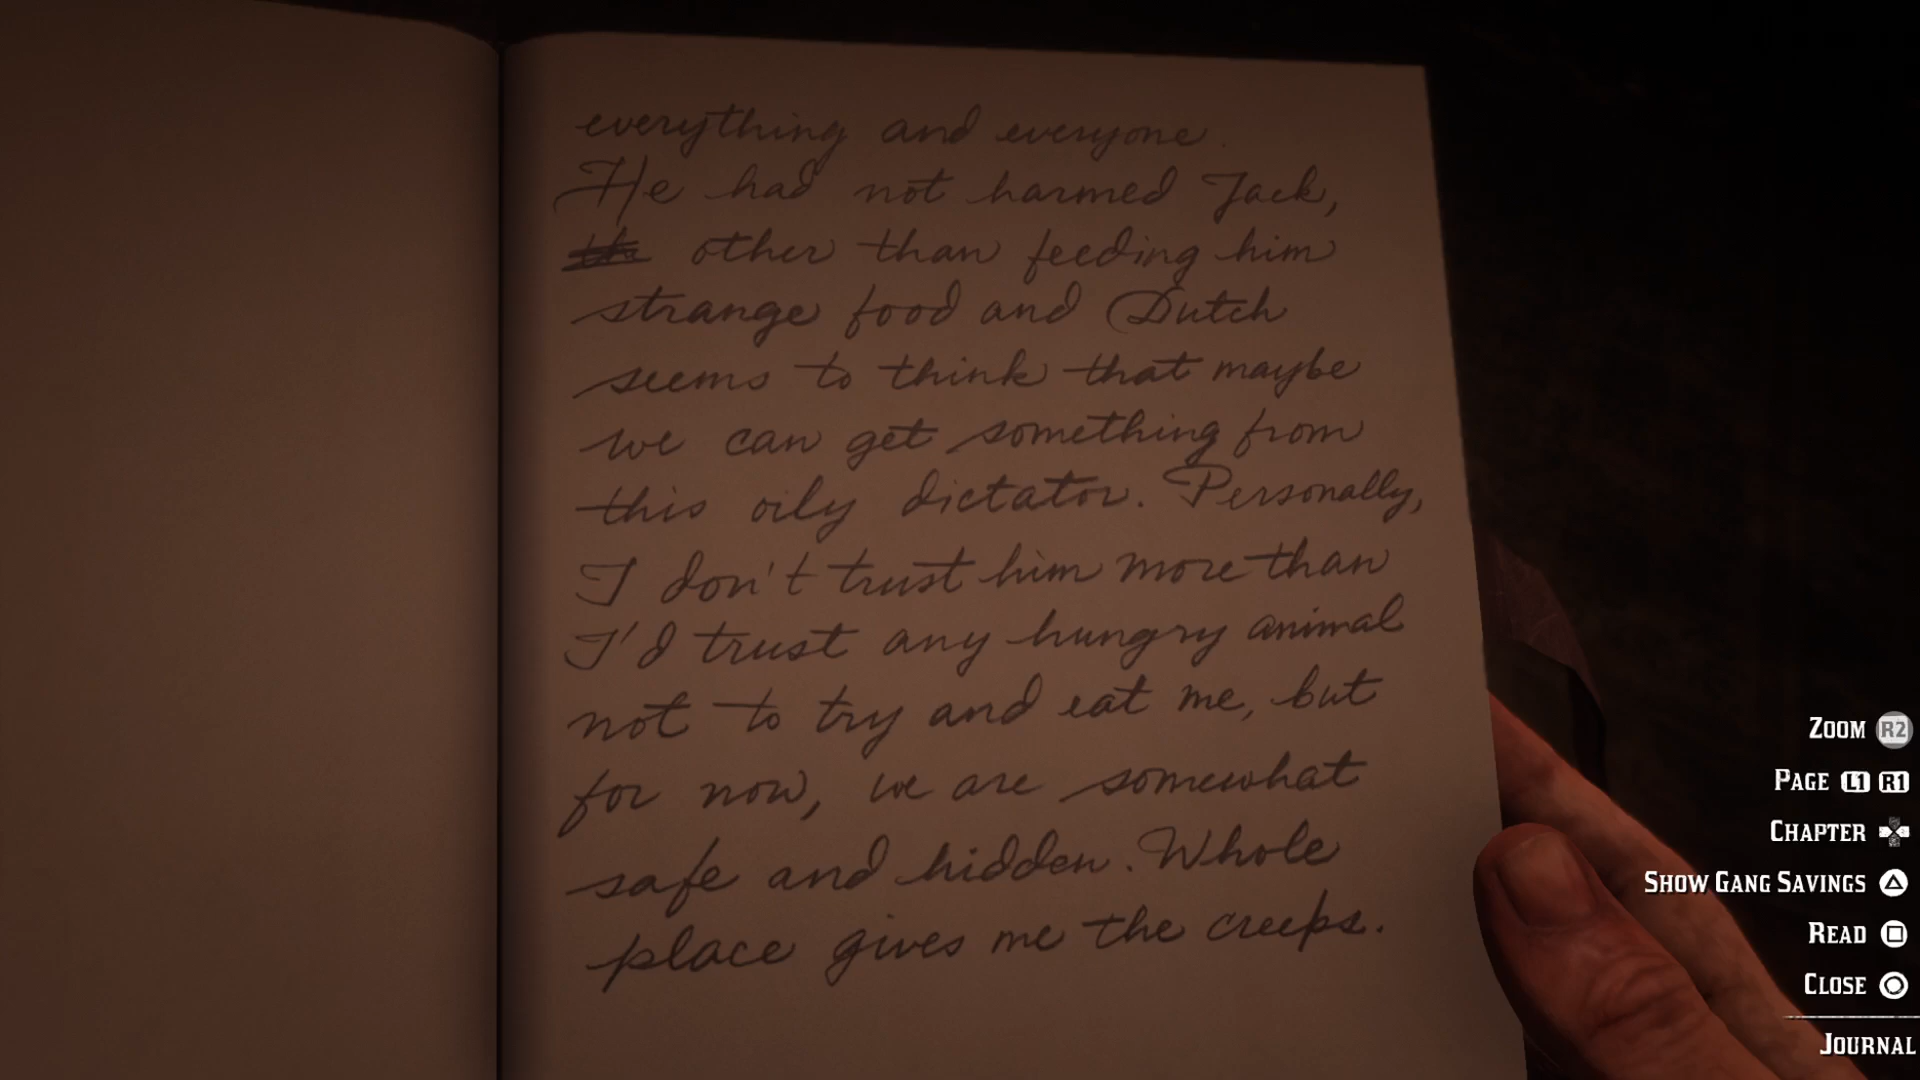 everything and everyone.
He had not harmed Jack,
other than feeding him
strange food and Dutch
seems to think that maybe
we can get something from
this oily dictator. Personally,
I don't trust him more than
I'd trust any hungry animal
not to try and eat me, but
for now, we are somewhat
safe and hidden. Whole
place gives me the creeps.
ZOOM R2
PAGE L1 R1
CHAPTER
SHOW GANG SAVINGS
READ
CLOSE
JOURNAL